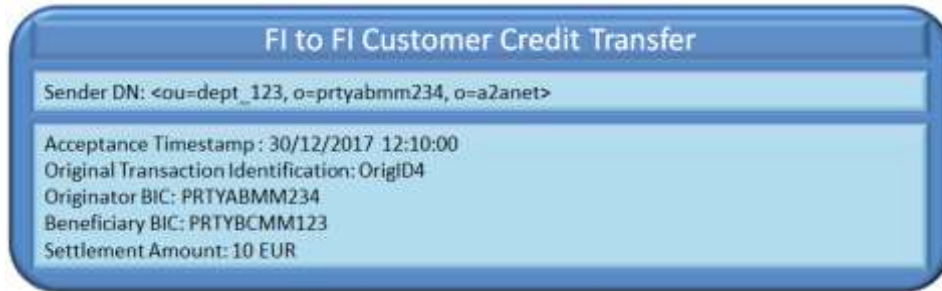 FI to FI Customer Credit Transfer
Sender DN: <ou=dept_123, o=prtyabmm234, o=a2anet>
Acceptance Timestamp : 30/12/2017 12:10:00
Original Transaction Identification: OrigID4
Originator BIC: PRTYABMM234
Beneficiary BIC: PRTYBCMM123
Settlement Amount: 10 EUR